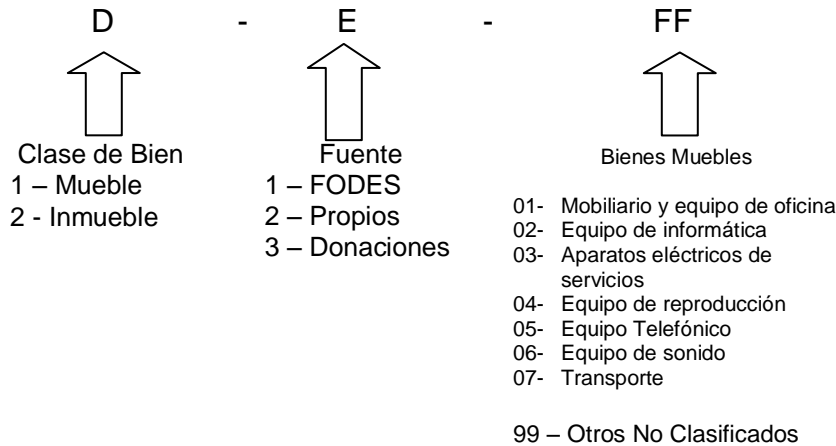 D - E - FF
Clase de Bien
1 – Mueble
2 - Inmueble
Fuente
1 – FODES
2 – Propios
3 – Donaciones
Bienes Muebles
01- Mobiliario y equipo de oficina
02- Equipo de informática
03- Aparatos eléctricos de
servicios
04- Equipo de reproducción
05- Equipo Telefónico
06- Equipo de sonido
07- Transporte
99 – Otros No Clasificados